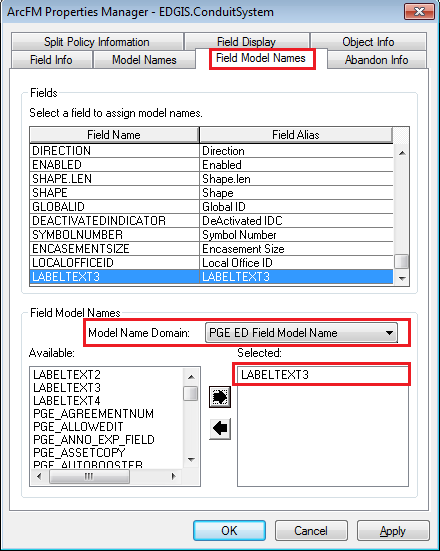 ArcFM Properties Manager - EDGIS.ConduitSystem
Split Policy Information Field Display Object Info
Field Info Model Names Field Model Names Abandon Info
Fields
Select a field to assign model names.
Field Name Field Alias
DIRECTION Direction
ENABLED Enabled
SHAPE.LEN Shape.len
SHAPE Shape
GLOBALID Global ID
DEACTIVATEDINDICATOR DeActivated IDC
SYMBOLNUMBER Symbol Number
ENCASEMENTSIZE Encasement Size
LOCALOFFICEID Local Office ID
LABELTEXT3 LABELTEXT3
Field Model Names
Model Name Domain: PGE ED Field Model Name
Available: Selected:
LABELTEXT2 LABELTEXT3
LABELTEXT3
LABELTEXT4
PGE_AGREEMENTNUM
PGE_ALLOWEDIT
PGE_ANNO_EXP_FIELD
PGE_ASSETCOPY
PGE_AUTOBOOSTER
OK Cancel Apply